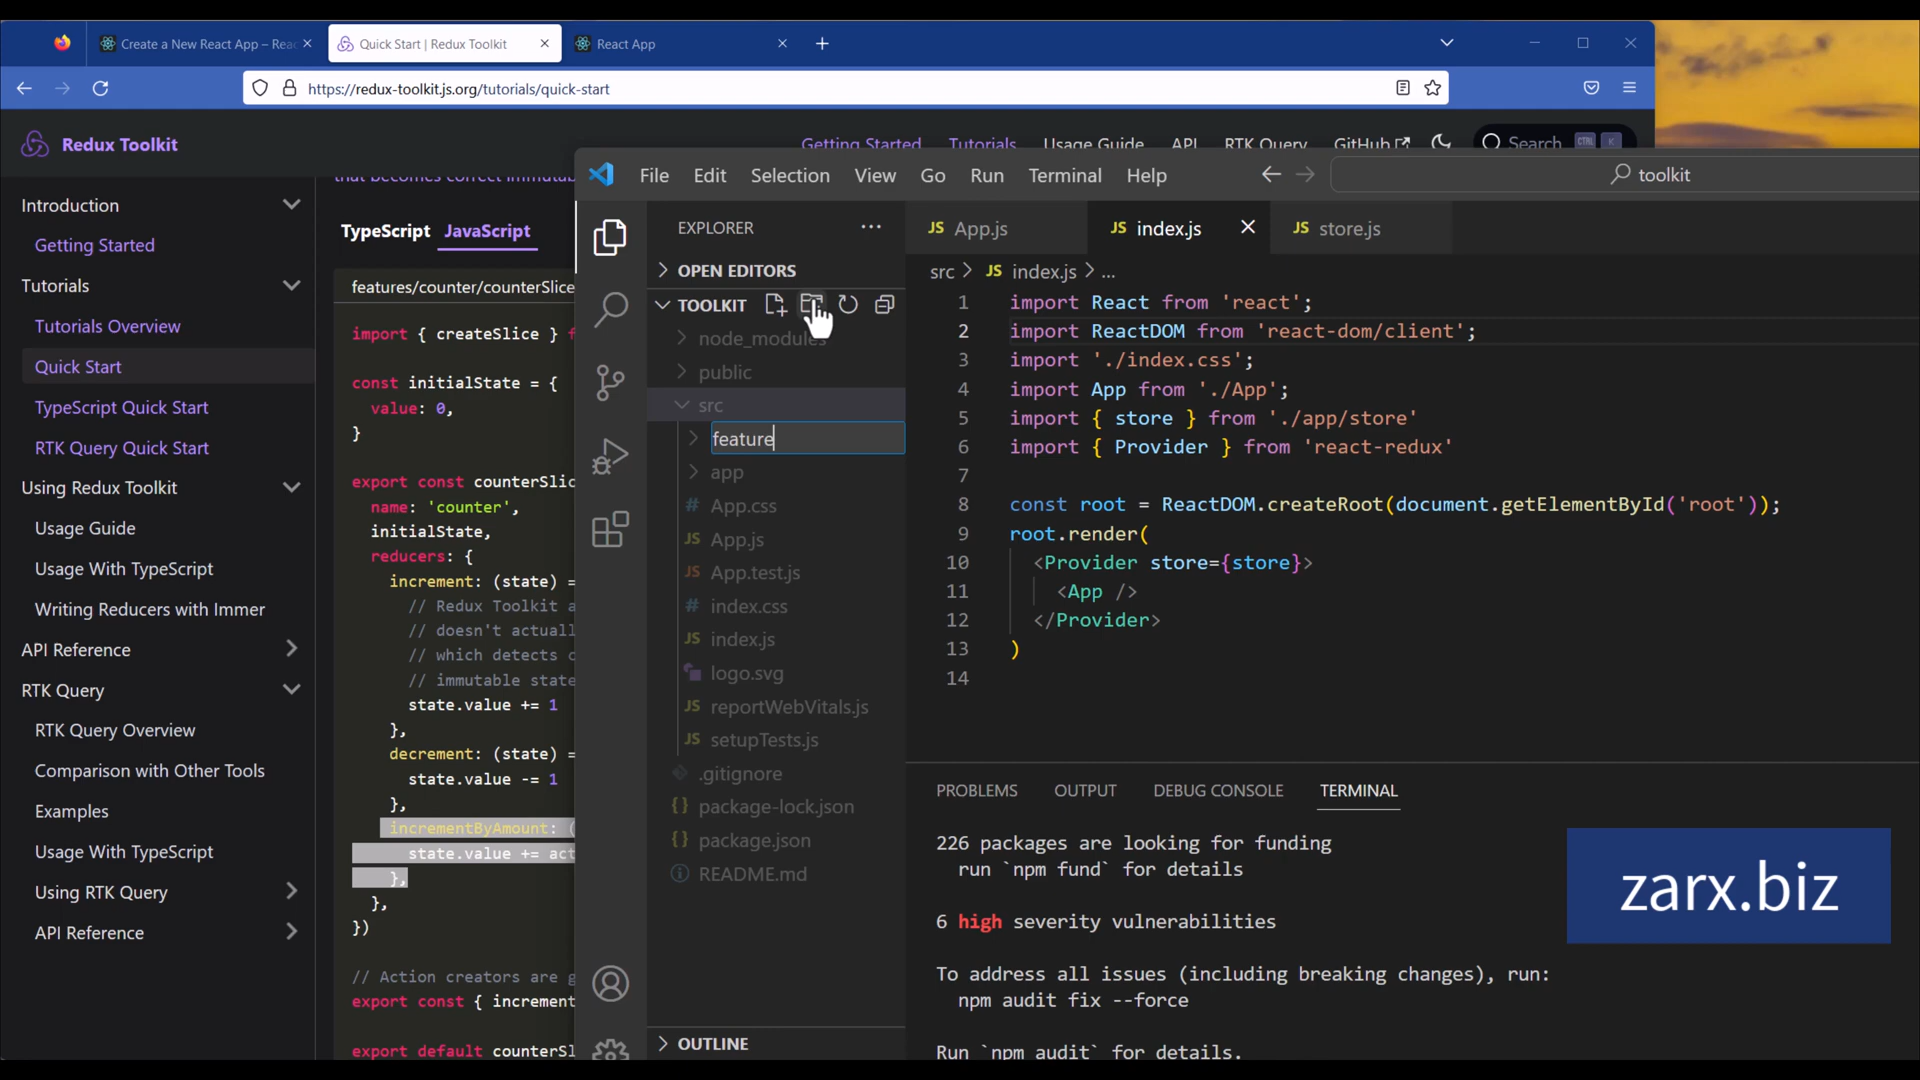 Create a New React App – Reac
Quick Start | Redux Toolkit
React App
https://redux-toolkit.js.org/tutorials/quick-start
Redux Toolkit
Getting Started
Tutorials
Usage Guide
API
RTK Query
GitHub
Search
CTRL
K
that becomes correct immutab
Introduction
Getting Started
Tutorials
Tutorials Overview
Quick Start
TypeScript Quick Start
RTK Query Quick Start
Using Redux Toolkit
Usage Guide
Usage With TypeScript
Writing Reducers with Immer
API Reference
RTK Query
RTK Query Overview
Comparison with Other Tools
Examples
Usage With TypeScript
Using RTK Query
API Reference
TypeScript
JavaScript
features/counter/counterSlice
import { createSlice } f
const initialState = {
value: 0,
}
export const counterSlic
name: 'counter',
initialState,
reducers: {
increment: (state) =
// Redux Toolkit a
// doesn't actuall
// which detects c
// immutable state
state.value += 1
},
decrement: (state) =
state.value -= 1
},
incrementByAmount: (
state.value += act
},
},
})
// Action creators are g
export const { increment
export default counterSl
File
Edit
Selection
View
Go
Run
Terminal
Help
toolkit
EXPLORER
OPEN EDITORS
TOOLKIT
node_modules
public
src
feature
app
# App.css
JS App.js
JS App.test.js
# index.css
JS index.js
logo.svg
JS reportWebVitals.js
JS setupTests.js
.gitignore
{} package-lock.json
{} package.json
README.md
OUTLINE
JS App.js
JS index.js
JS store.js
src > JS index.js > ...
1 import React from 'react';
2 import ReactDOM from 'react-dom/client';
3 import './index.css';
4 import App from './App';
5 import { store } from './app/store'
6 import { Provider } from 'react-redux'
7
8 const root = ReactDOM.createRoot(document.getElementById('root'));
9 root.render(
10 <Provider store={store}>
11 <App />
12 </Provider>
13 )
14
PROBLEMS
OUTPUT
DEBUG CONSOLE
TERMINAL
226 packages are looking for funding
run `npm fund` for details
6 high severity vulnerabilities
To address all issues (including breaking changes), run:
npm audit fix --force
Run `npm audit` for details.
zarx.biz